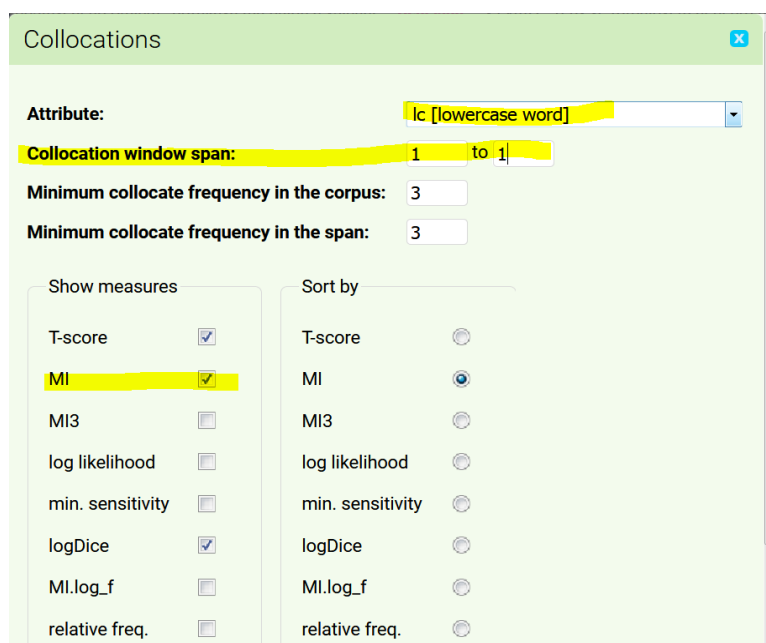 Collocations
Attribute: lc [lowercase word]
Collocation window span: 1 to 1
Minimum collocate frequency in the corpus: 3
Minimum collocate frequency in the span: 3
Show measures Sort by
T-score T-score
MI MI
MI3 MI3
log likelihood log likelihood
min. sensitivity min. sensitivity
logDice logDice
MI.log_f MI.log_f
relative freq. relative freq.